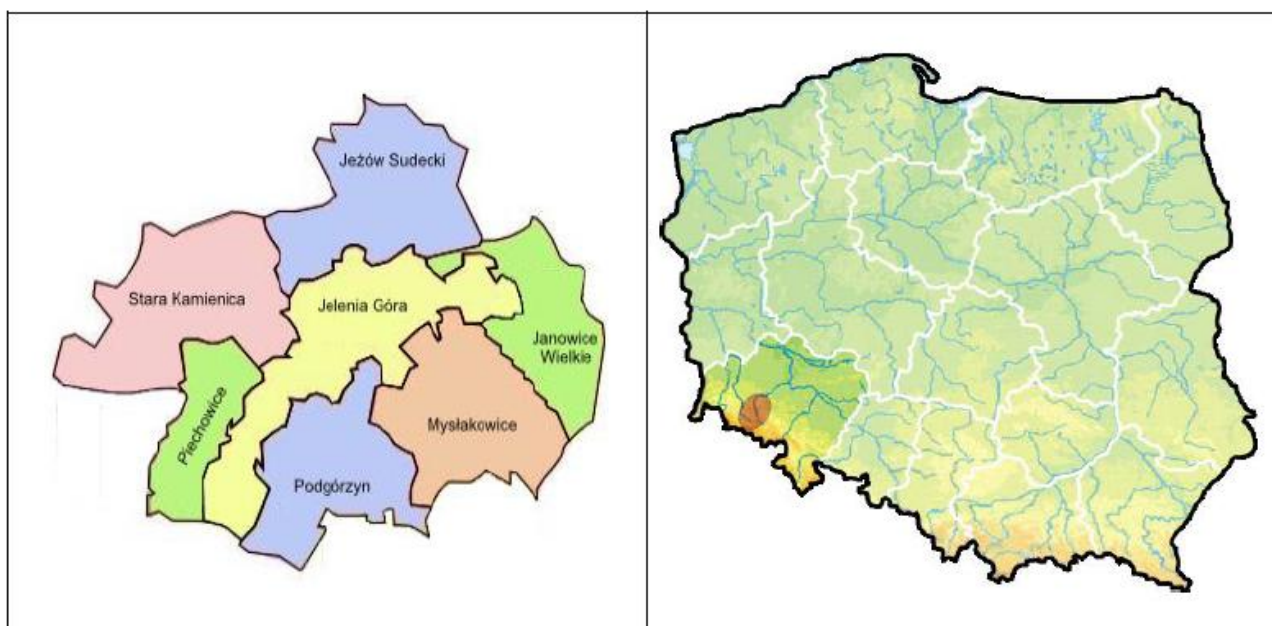 Jeżów Sudecki
Stara Kamienica
Jelenia Góra
Janowice
Wielkie
Piechowice
Mysłakowice
Podgórzyn